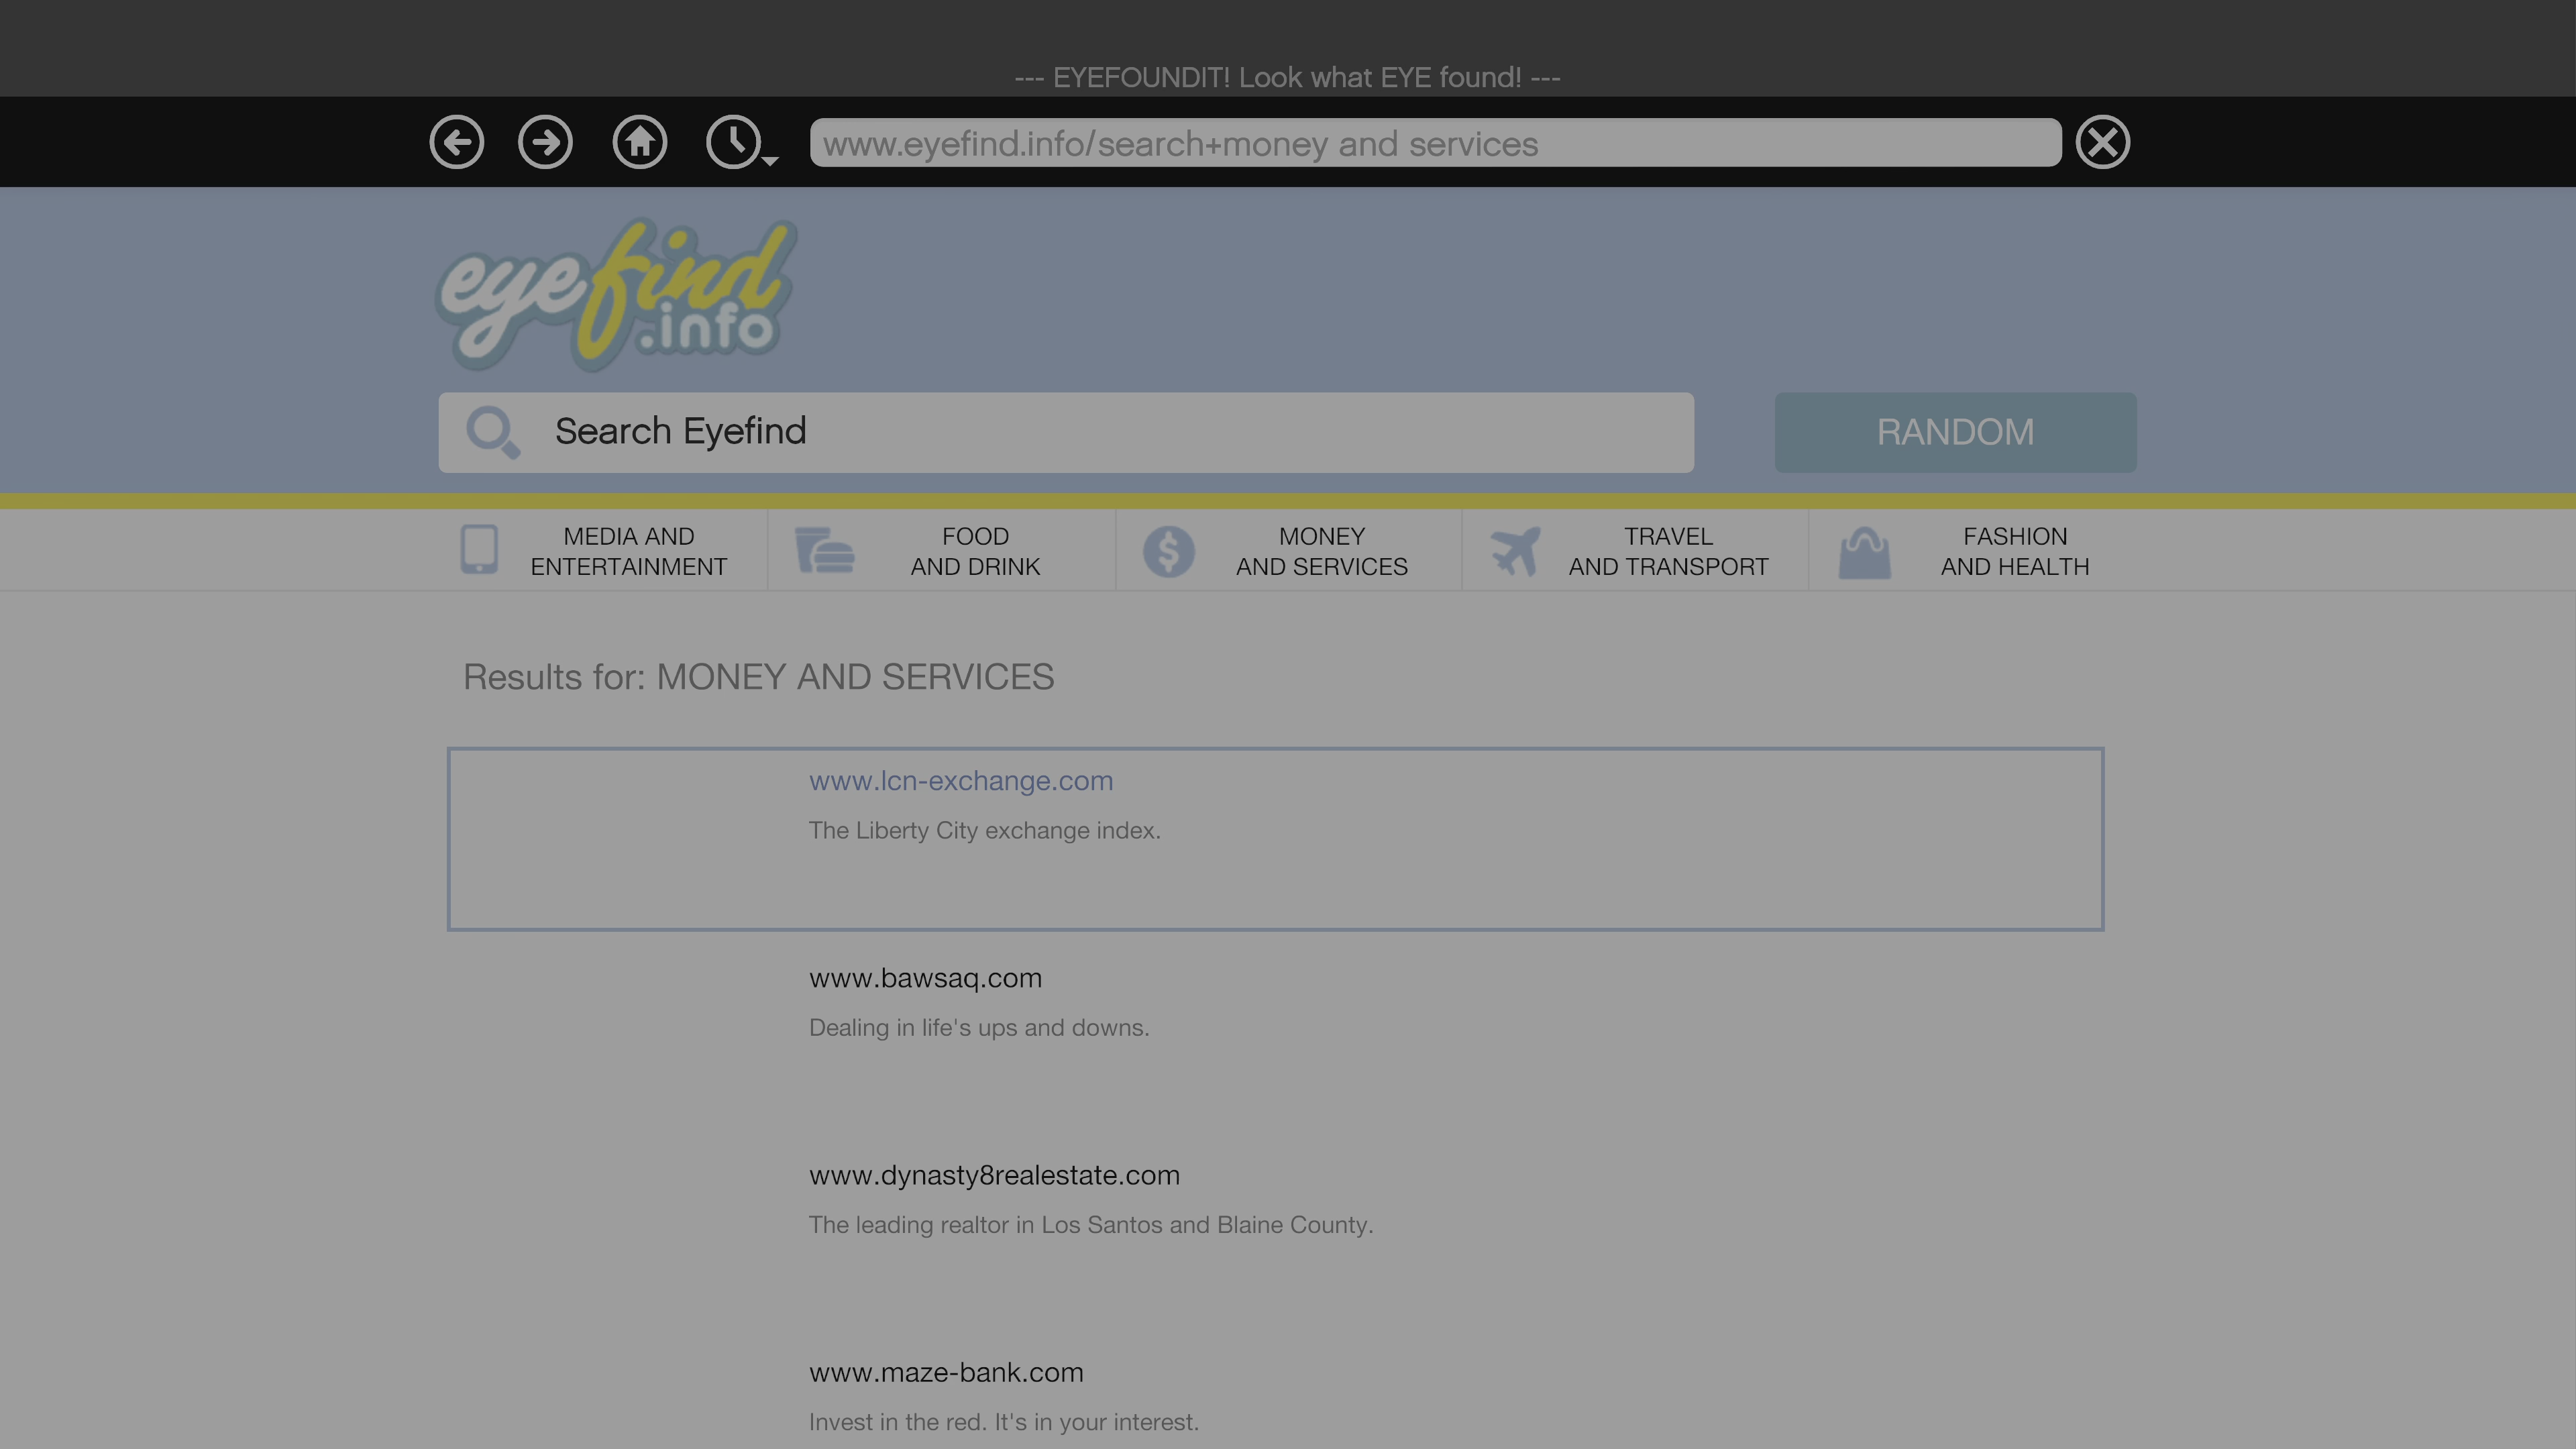 --- EYEFOUNDIT! Look what EYE found! ---
www.eyefind.info/search+money and services
eyefind
.info
Search Eyefind
RANDOM
MEDIA AND
ENTERTAINMENT
FOOD
AND DRINK
MONEY
AND SERVICES
TRAVEL
AND TRANSPORT
FASHION
AND HEALTH
Results for: MONEY AND SERVICES
www.lcn-exchange.com
The Liberty City exchange index.
www.bawsaq.com
Dealing in life's ups and downs.
www.dynasty8realestate.com
The leading realtor in Los Santos and Blaine County.
www.maze-bank.com
Invest in the red. It's in your interest.